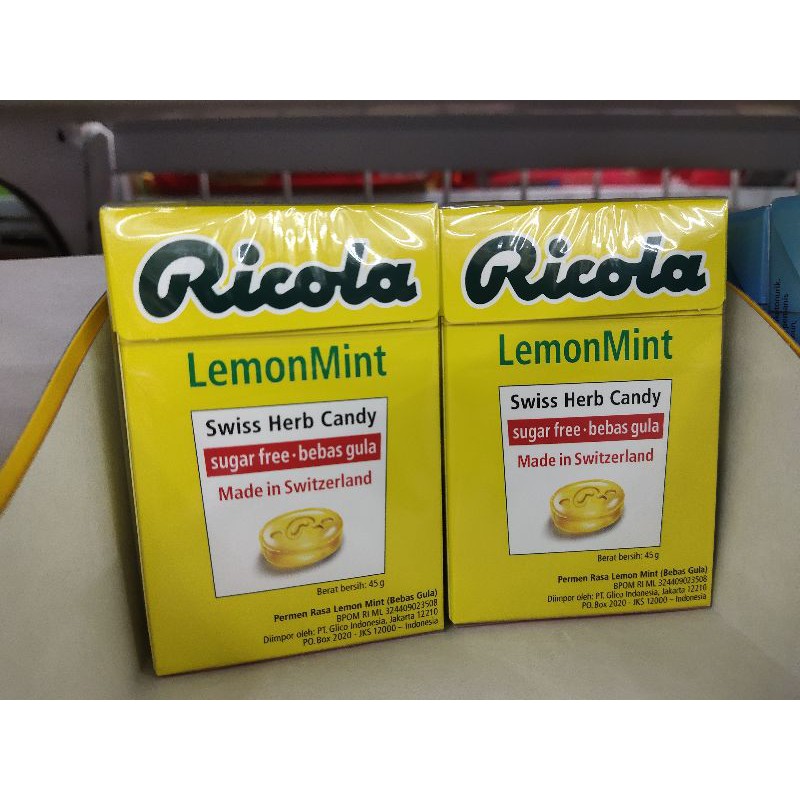 Ricola
LemonMint
Swiss Herb Candy
sugar free · bebas gula
Made in Switzerland
Berat bersih: 45 g
Permen Rasa Lemon Mint (Bebas Gula)
BPOM RI ML 324409023508
Diimpor oleh: PT. Glico Indonesia, Jakarta 12210
PO. Box 2020 - JKS 12000 ~ Indonesia
Ricola
LemonMint
Swiss Herb Candy
sugar free · bebas gula
Made in Switzerland
Berat bersih: 45 g
Permen Rasa Lemon Mint (Bebas Gula)
BPOM RI ML 324409023508
Diimpor oleh: PT. Glico Indonesia, Jakarta 12210
PO. Box 2020 - JKS 12000 ~ Indonesia